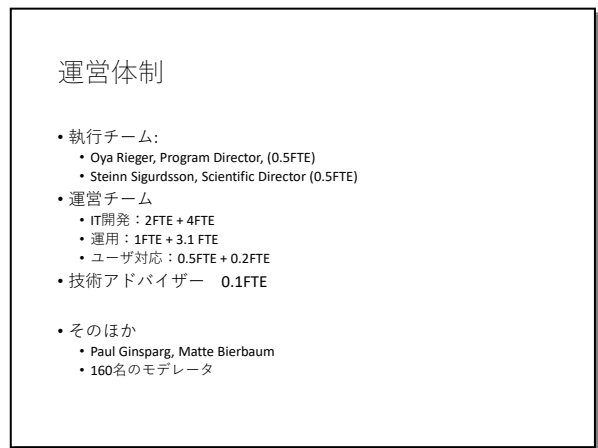 運営体制
• 執行チーム:
• Oya Rieger, Program Director, (0.5FTE)
• Steinn Sigurdsson, Scientific Director (0.5FTE)
• 運営チーム
• IT開発：2FTE + 4FTE
• 運用：1FTE + 3.1 FTE
• ユーザ対応：0.5FTE + 0.2FTE
• 技術アドバイザー　0.1FTE
• そのほか
• Paul Ginsparg, Matte Bierbaum
• 160名のモデレータ